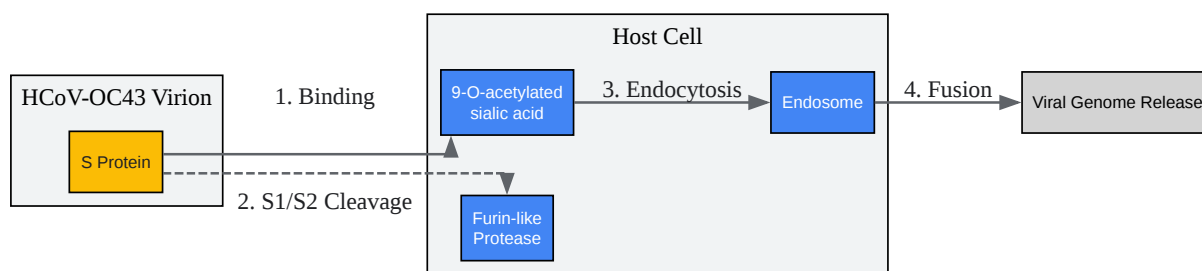 Host Cell
HCoV-OC43 Virion
1. Binding
9-O-acetylated
sialic acid
3. Endocytosis
Endosome
4. Fusion
Viral Genome Release
S Protein
2. S1/S2 Cleavage
Furin-like
Protease